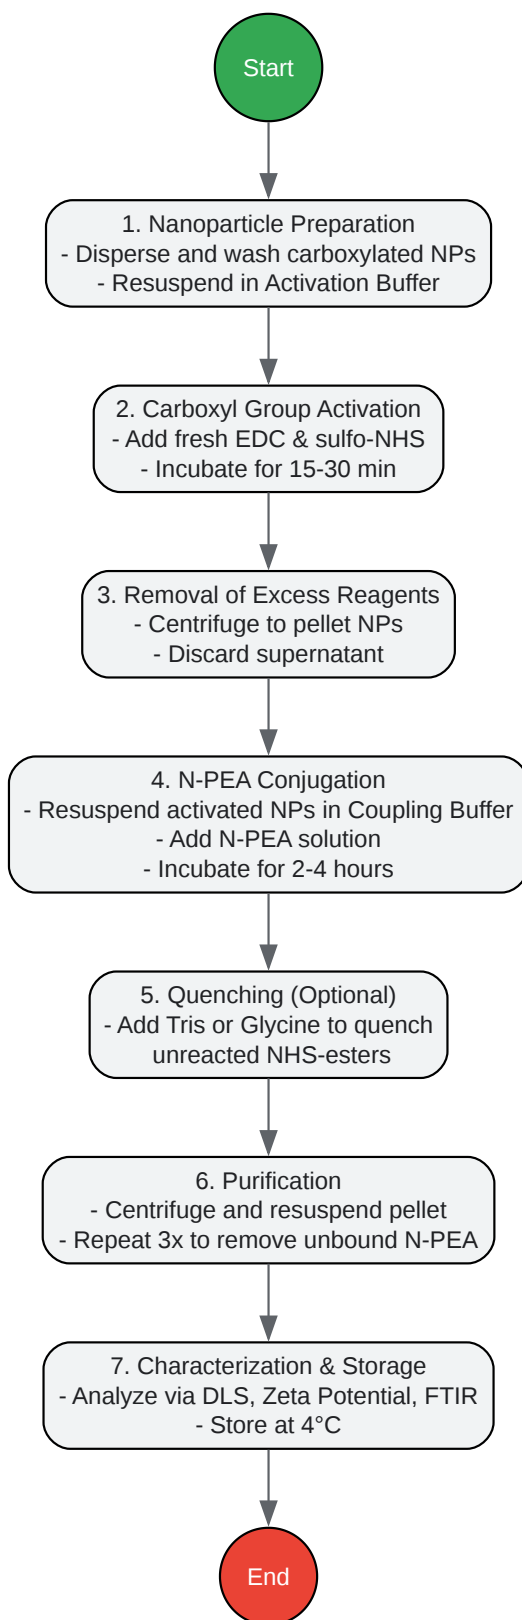 Start
1. Nanoparticle Preparation
- Disperse and wash carboxylated NPs
- Resuspend in Activation Buffer
2. Carboxyl Group Activation
- Add fresh EDC & sulfo-NHS
- Incubate for 15-30 min
3. Removal of Excess Reagents
- Centrifuge to pellet NPs
- Discard supernatant
4. N-PEA Conjugation
- Resuspend activated NPs in Coupling Buffer
- Add N-PEA solution
- Incubate for 2-4 hours
5. Quenching (Optional)
- Add Tris or Glycine to quench
unreacted NHS-esters
6. Purification
- Centrifuge and resuspend pellet
- Repeat 3x to remove unbound N-PEA
7. Characterization & Storage
- Analyze via DLS, Zeta Potential, FTIR
- Store at 4°C
End